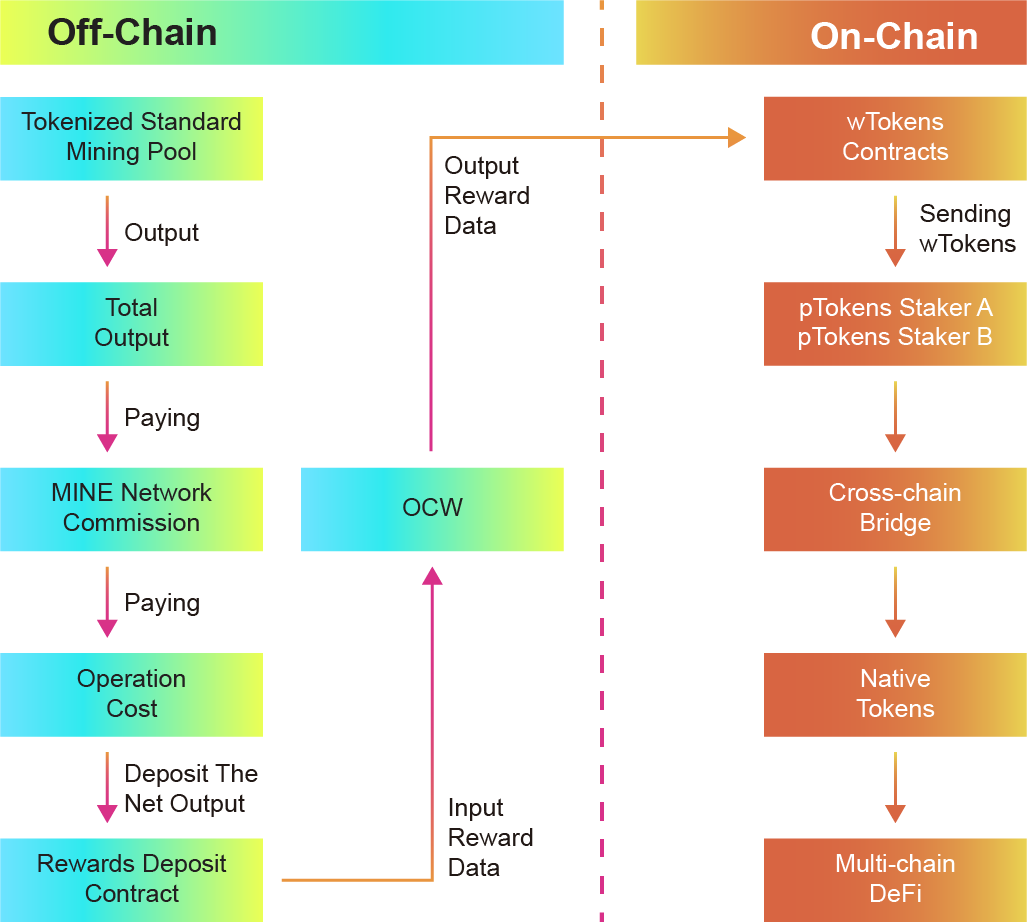 Off-Chain
Tokenized Standard
Mining Pool
Output
Total
Output
Paying
MINE Network
Commission
Paying
Operation
Cost
Deposit The
Net Output
Rewards Deposit
Contract
Input
Reward
Data
OCW
Output
Reward
Data
On-Chain
wTokens
Contracts
Sending
wTokens
pTokens Staker A
pTokens Staker B
Cross-chain
Bridge
Native
Tokens
Multi-chain
DeFi